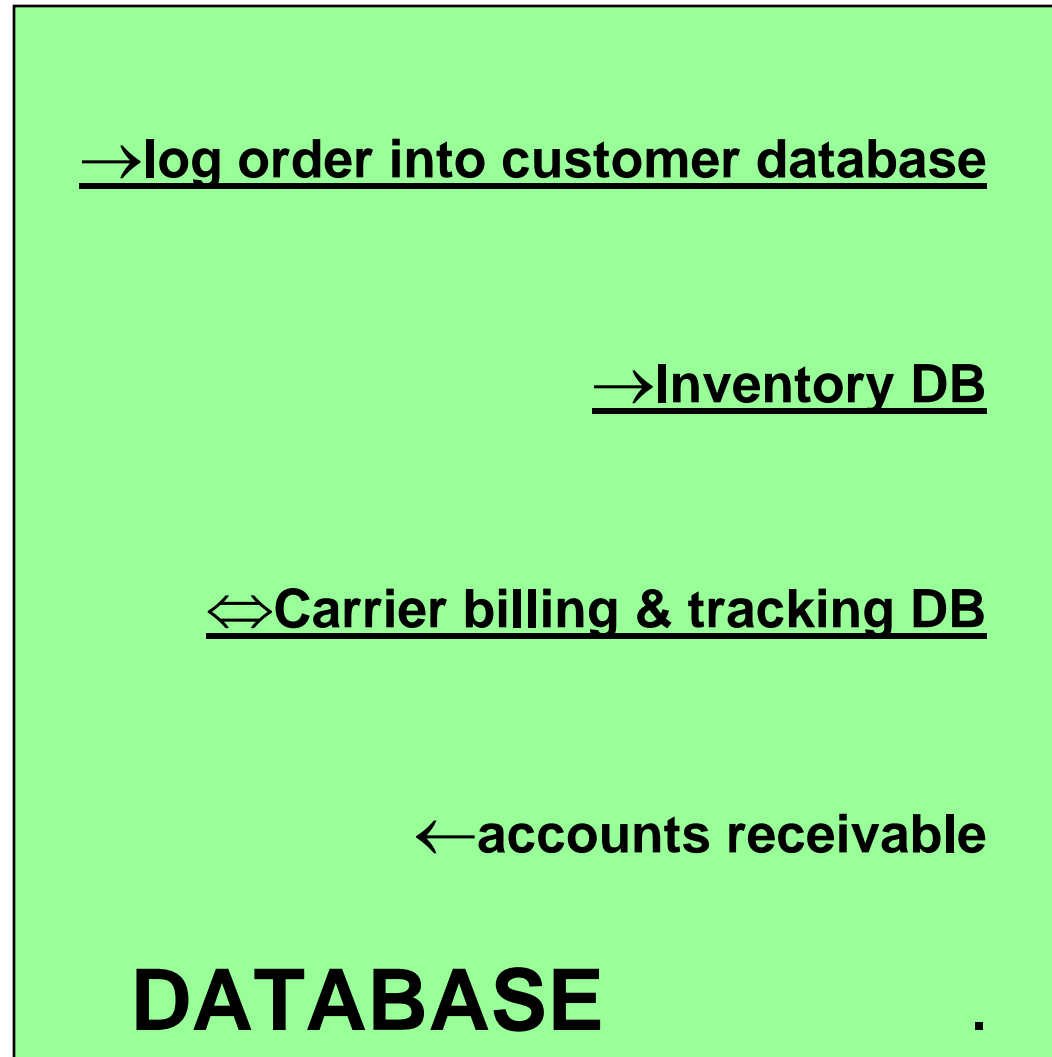 →log order into customer database
→Inventory DB
⇔Carrier billing & tracking DB
←accounts receivable
DATABASE .